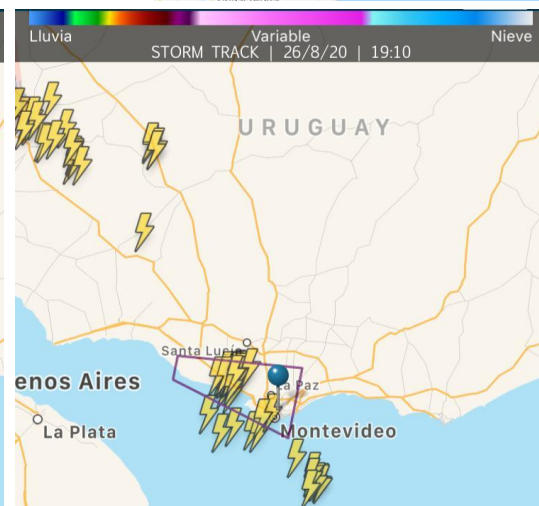 Lluvia Variable Nieve
STORM TRACK | 26/8/20 | 19:10
URUGUAY
Santa Lucía
enos Aires
La Paz
La Plata
Montevideo